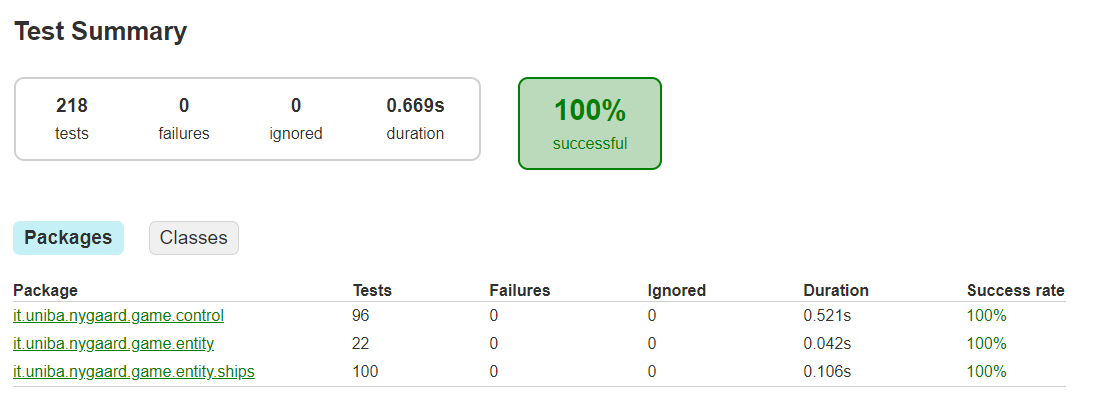 Test Summary
218 0 0 0.669s 100%
tests failures ignored duration successful
Packages Classes
Package Tests Failures Ignored Duration Success rate
it.uniba.nygaard.game.control 96 0 0 0.521s 100%
it.uniba.nygaard.game.entity 22 0 0 0.042s 100%
it.uniba.nygaard.game.entity.ships 100 0 0 0.106s 100%